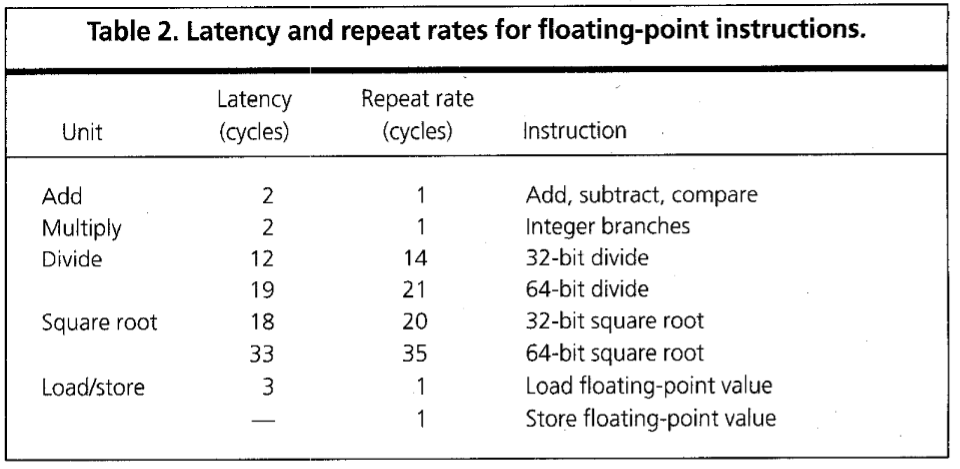 Table 2. Latency and repeat rates for floating-point instructions.
Latency Repeat rate
Unit (cycles) (cycles) Instruction
Add 2 1 Add, subtract, compare
Multiply 2 1 Integer branches
Divide 12 14 32-bit divide
19 21 64-bit divide
Square root 18 20 32-bit square root
33 35 64-bit square root
Load/store 3 1 Load floating-point value
— 1 Store floating-point value